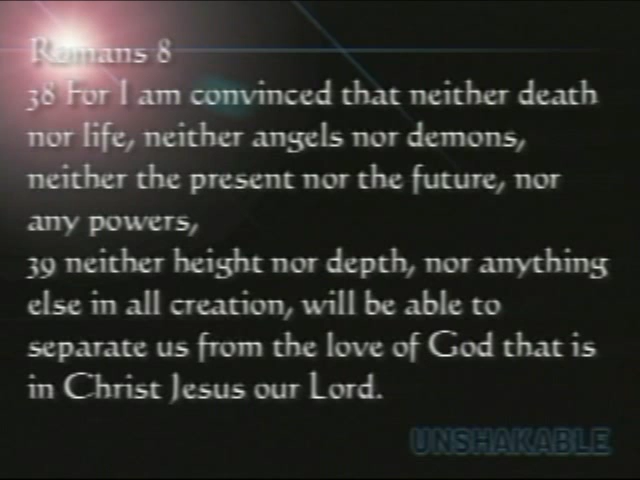 Romans 8
38 For I am convinced that neither death
nor life, neither angels nor demons,
neither the present nor the future, nor
any powers,
39 neither height nor depth, nor anything
else in all creation, will be able to
separate us from the love of God that is
in Christ Jesus our Lord.
UNSHAKABLE